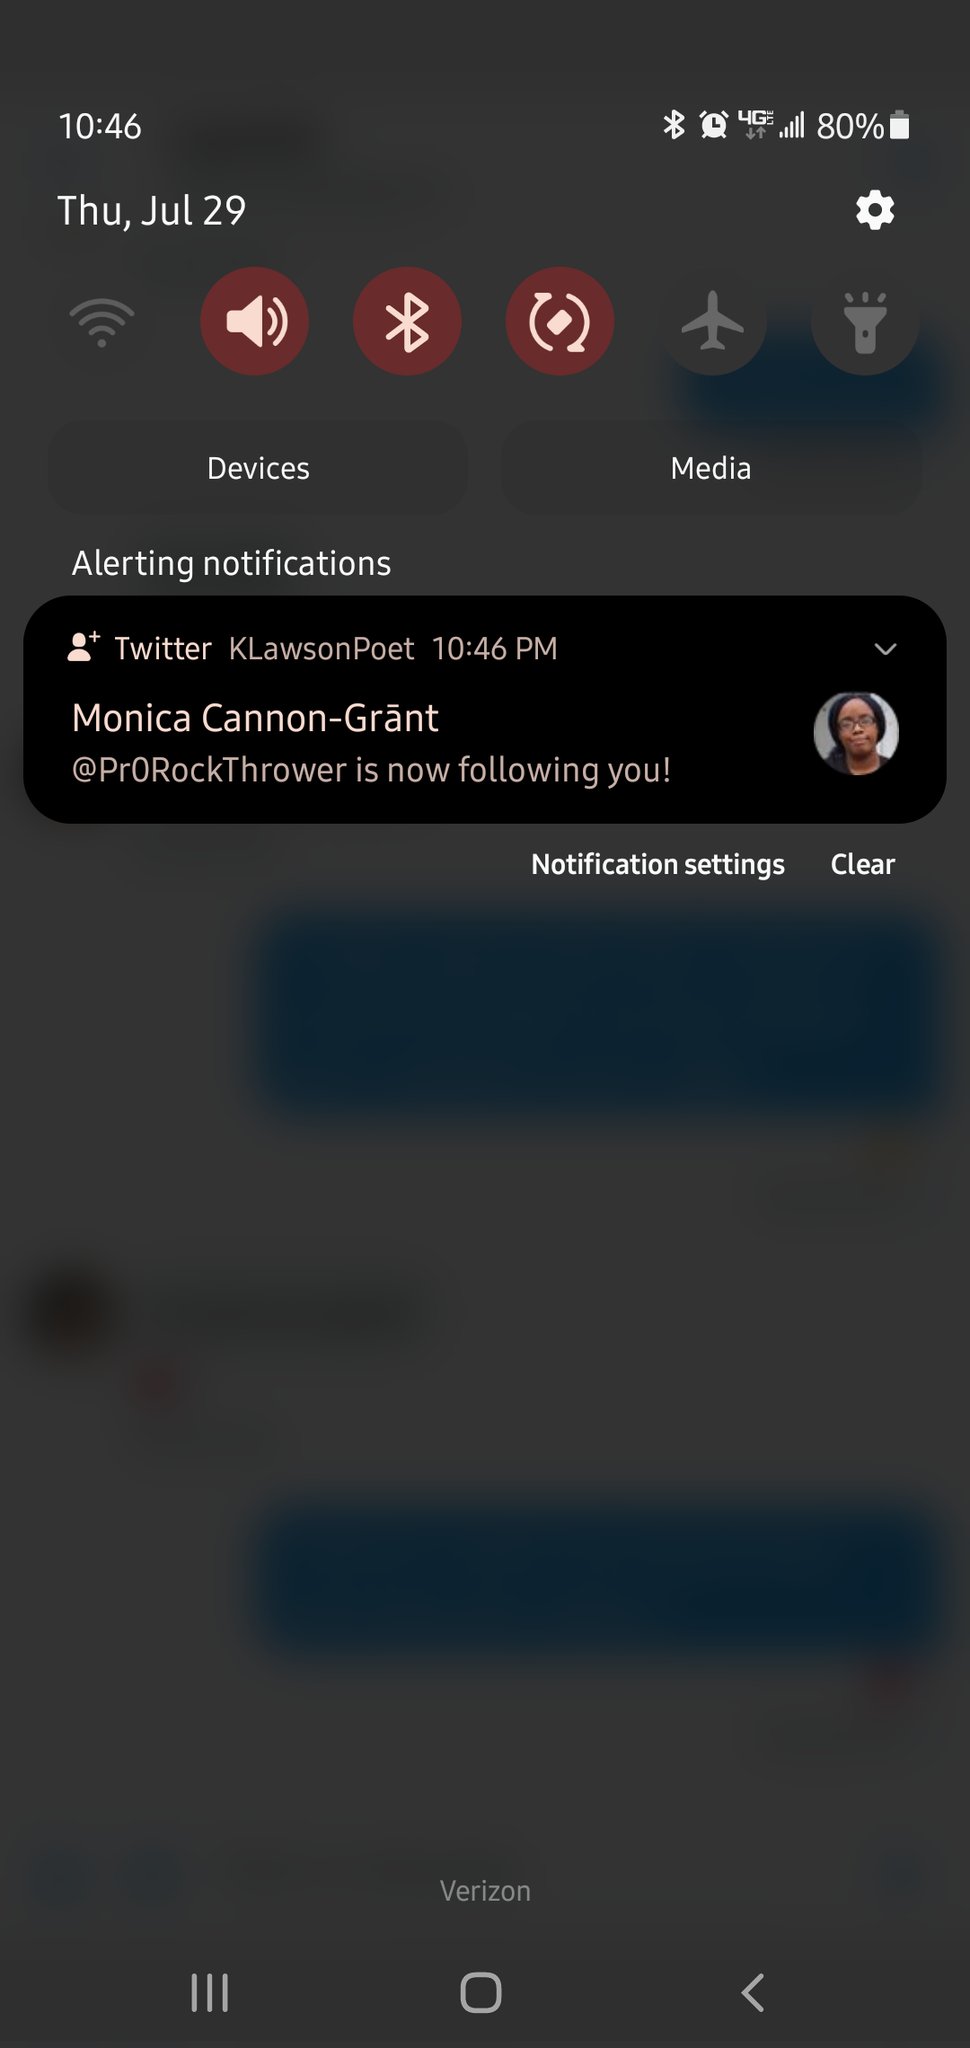 10:46 4G LTE 80%
Thu, Jul 29
Devices Media
Alerting notifications
Twitter KLawsonPoet 10:46 PM
Monica Cannon-Grānt
@Pr0RockThrower is now following you!
Notification settings Clear
Verizon